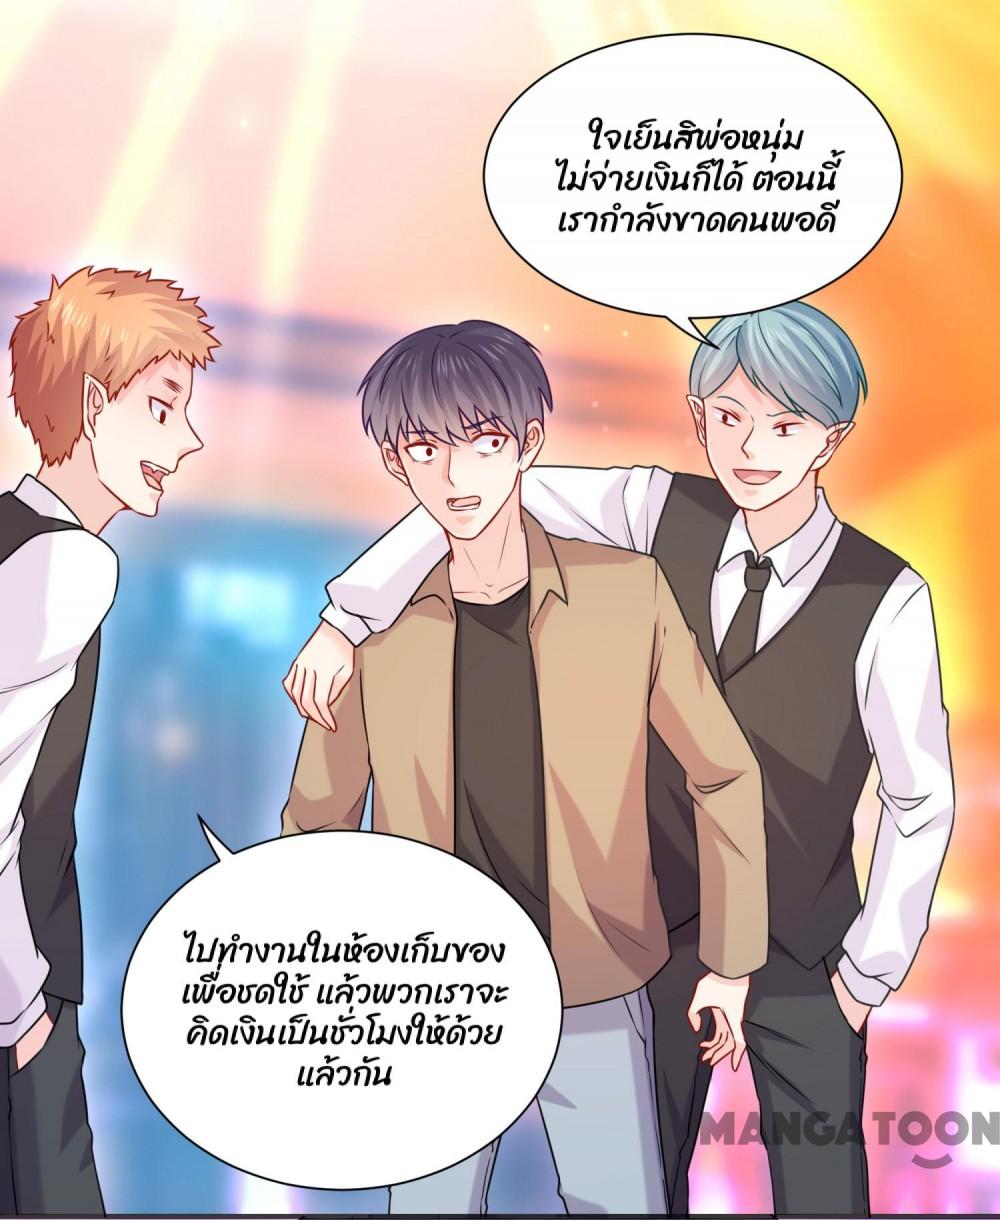 ใจเย็นสิพ่อหนุ่ม
ไม่จ่ายเงินก็ได้ ตอนนี้
เรากำลังขาดคนพอดี
ไปทำงานในห้องเก็บของ
เพื่อชดใช้ แล้วพวกเราจะ
คิดเงินเป็นชั่วโมงให้ด้วย
แล้วกัน
MANGA TOON